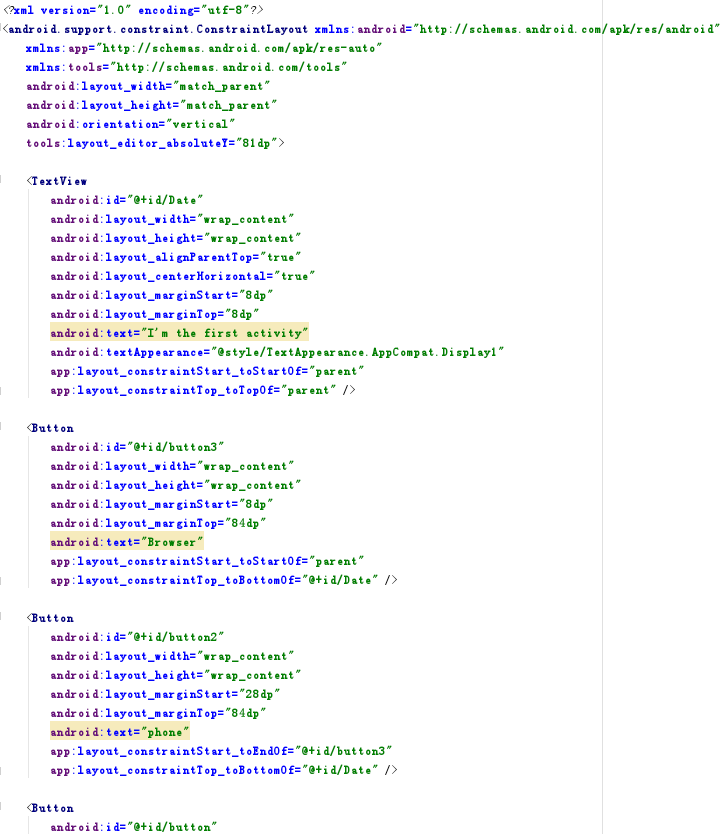 <?xml version="1.0" encoding="utf-8"?>
<android.support.constraint.ConstraintLayout xmlns:android="http://schemas.android.com/apk/res/android"
xmlns:app="http://schemas.android.com/apk/res-auto"
xmlns:tools="http://schemas.android.com/tools"
android:layout_width="match_parent"
android:layout_height="match_parent"
android:orientation="vertical"
tools:layout_editor_absoluteY="81dp">
<TextView
android:id="@+id/Date"
android:layout_width="wrap_content"
android:layout_height="wrap_content"
android:layout_alignParentTop="true"
android:layout_centerHorizontal="true"
android:layout_marginStart="8dp"
android:layout_marginTop="8dp"
android:text="I'm the first activity"
android:textAppearance="@style/TextAppearance.AppCompat.Display1"
app:layout_constraintStart_toStartOf="parent"
app:layout_constraintTop_toTopOf="parent" />
<Button
android:id="@+id/button3"
android:layout_width="wrap_content"
android:layout_height="wrap_content"
android:layout_marginStart="8dp"
android:layout_marginTop="84dp"
android:text="Browser"
app:layout_constraintStart_toStartOf="parent"
app:layout_constraintTop_toBottomOf="@+id/Date" />
<Button
android:id="@+id/button2"
android:layout_width="wrap_content"
android:layout_height="wrap_content"
android:layout_marginStart="28dp"
android:layout_marginTop="84dp"
android:text="phone"
app:layout_constraintStart_toEndOf="@+id/button3"
app:layout_constraintTop_toBottomOf="@+id/Date" />
<Button
android:id="@+id/button"